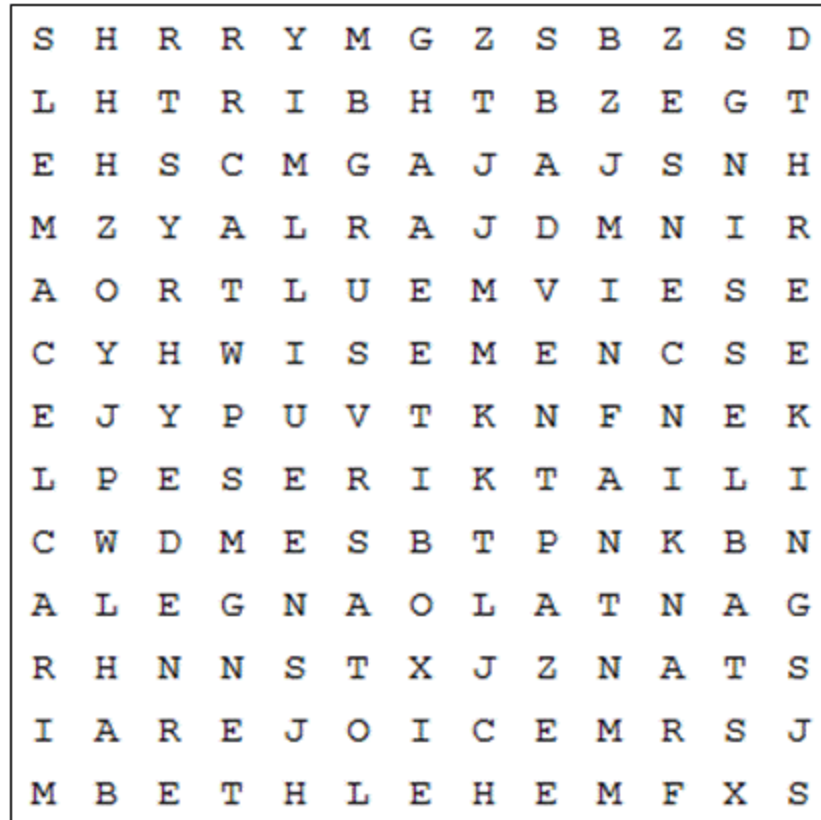 S H R R Y M G Z S B Z S D
L H T R I B H T B Z E G T
E H S C M G A J A J S N H
M Z Y A L R A J D M N I R
A O R T L U E M V I E S E
C Y H W I S E M E N C S E
E J Y P U V T K N F N E K
L P E S E R I K T A I L I
C W D M E S B T P N K B N
A L E G N A O L A T N A G
R H N N S T X J Z N A T S
I A R E J O I C E M R S J
M B E T H L E H E M F X S